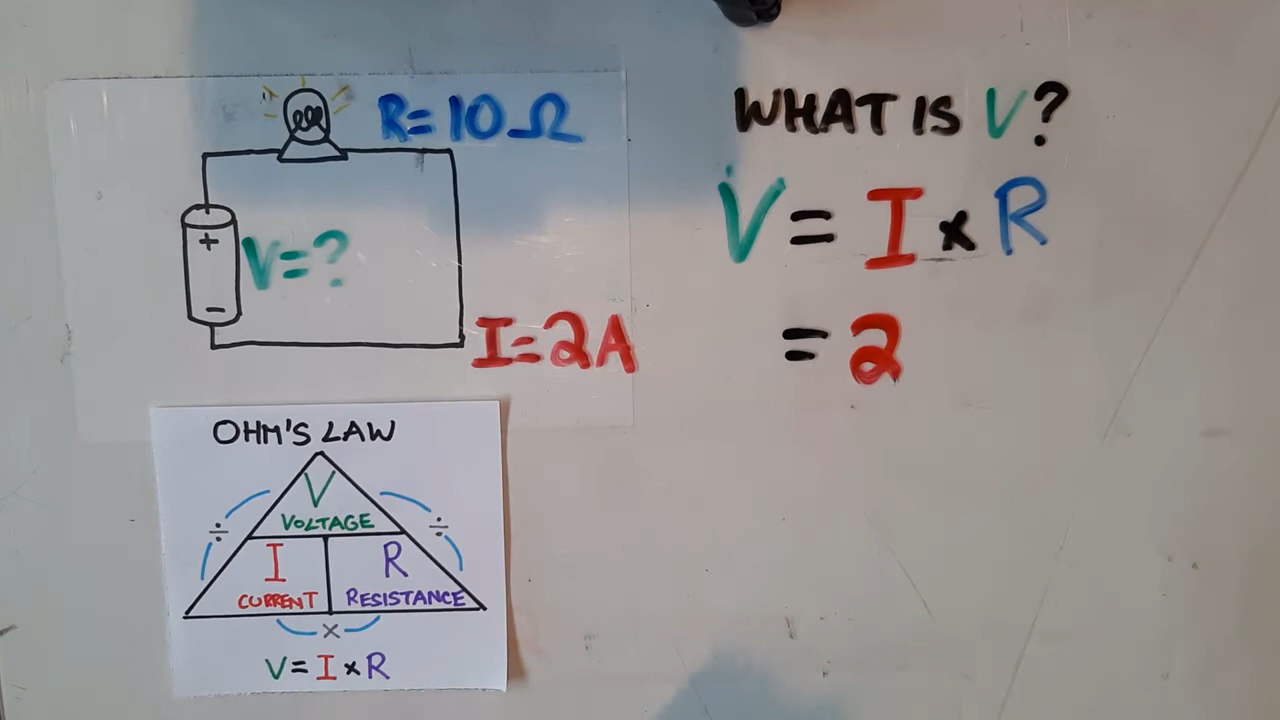 R=10Ω
+
V=?
-
I=2A
WHAT IS V?
V=I×R
=2
OHM'S LAW
V
VOLTAGE
÷ ÷
I R
CURRENT RESISTANCE
×
V=I×R